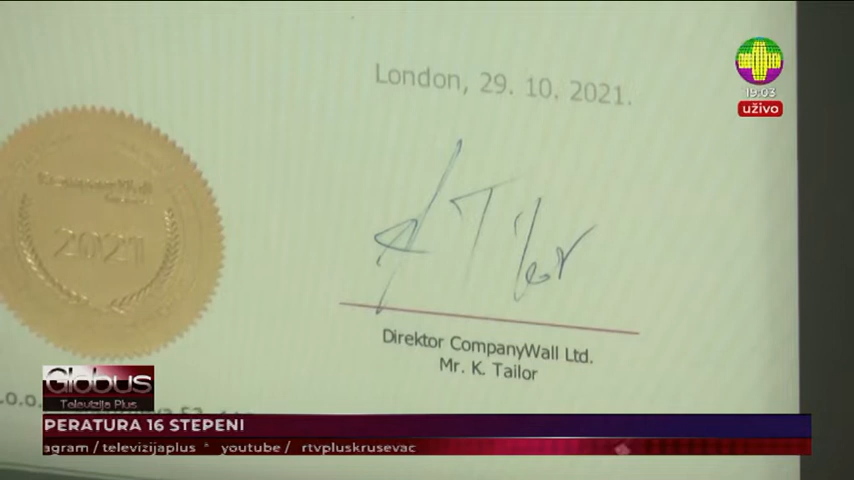 London, 29. 10. 2021.
19:03
uživo
2021
Direktor CompanyWall Ltd.
Mr. K. Tailor
Globus
Televizija Plus
.o.o.
PERATURA 16 STEPENI
agram / televizijaplus
youtube / rtvpluskrusevac